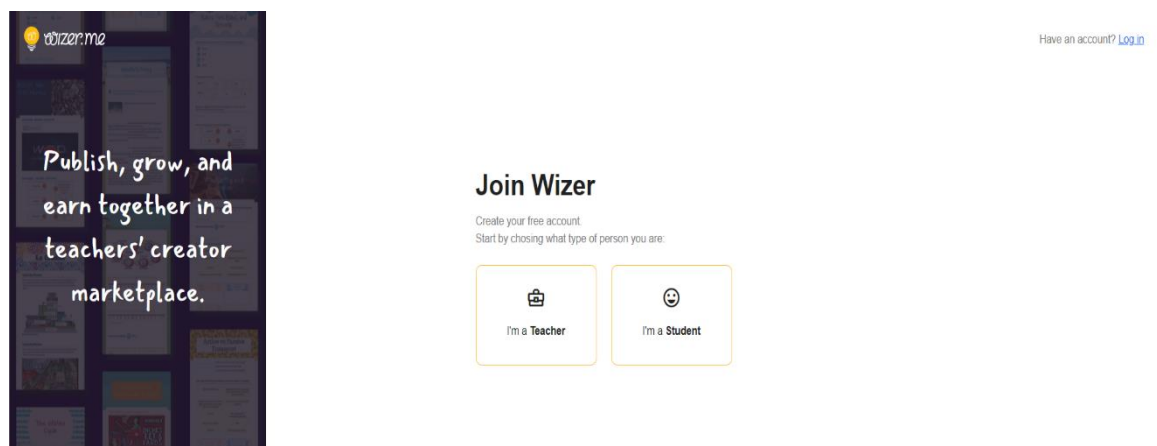 wizer.me
Have an account? Log in
Publish, grow, and
earn together in a
teachers' creator
marketplace.
Join Wizer
Create your free account.
Start by chosing what type of person you are:
I'm a Teacher
I'm a Student